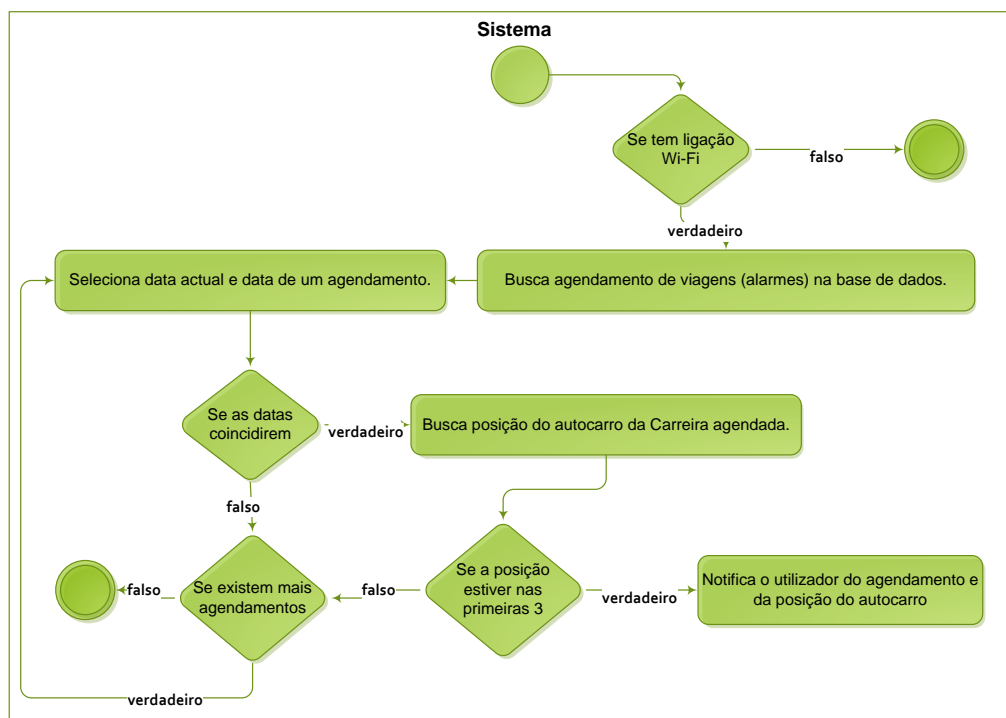 Sistema
Se tem ligação
Wi-Fi
falso
verdadeiro
Seleciona data actual e data de um agendamento.
Busca agendamento de viagens (alarmes) na base de dados.
Se as datas
coincidirem
verdadeiro
Busca posição do autocarro da Carreira agendada.
falso
Se a posição
estiver nas
primeiras 3
falso
Se existem mais
agendamentos
falso
verdadeiro
Notifica o utilizador do agendamento e
da posição do autocarro
verdadeiro